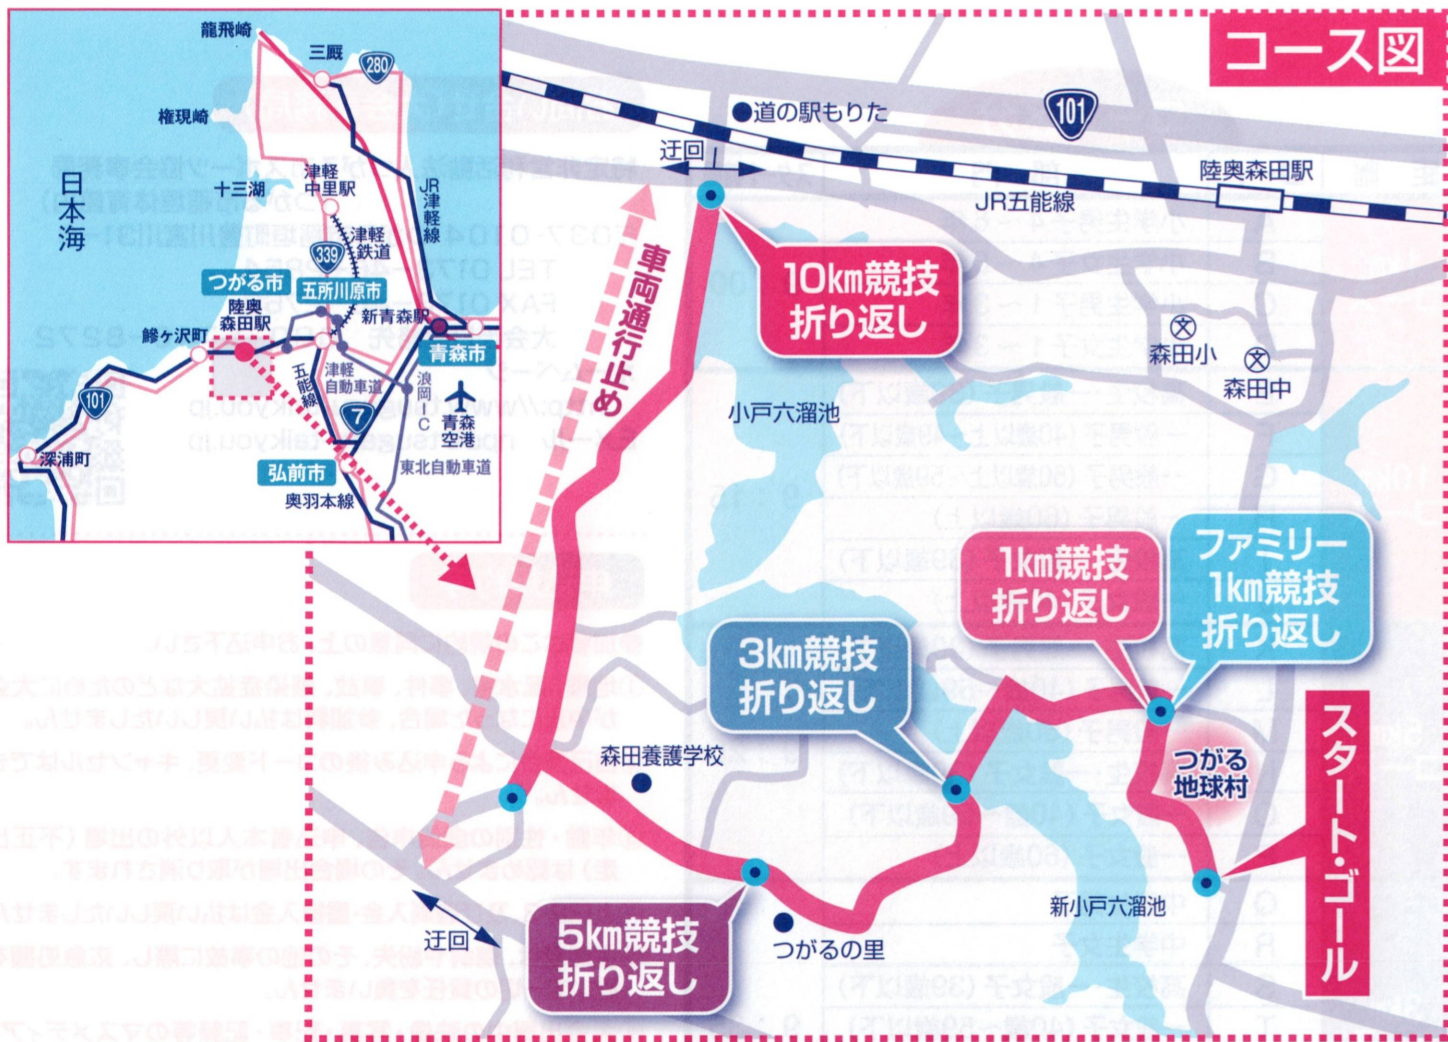 コース図
龍飛崎
三厩
280
権現崎
日本海
十三湖
津軽
中里駅
JR津軽線
津軽
鉄道
339
つがる市
五所川原市
陸奥
森田駅
新青森駅
鰺ヶ沢町
青森市
五能線
津軽
自動車道
浪岡IC
青森
空港
101
7
深浦町
弘前市
東北自動車道
奥羽本線
道の駅もりた
101
迂回
陸奥森田駅
JR五能線
車両通行止め
10km競技
折り返し
文
森田小
文
森田中
小戸六溜池
1km競技
折り返し
ファミリー
1km競技
折り返し
3km競技
折り返し
森田養護学校
つがる
地球村
スタート・ゴール
新小戸六溜池
5km競技
折り返し
つがるの里
迂回